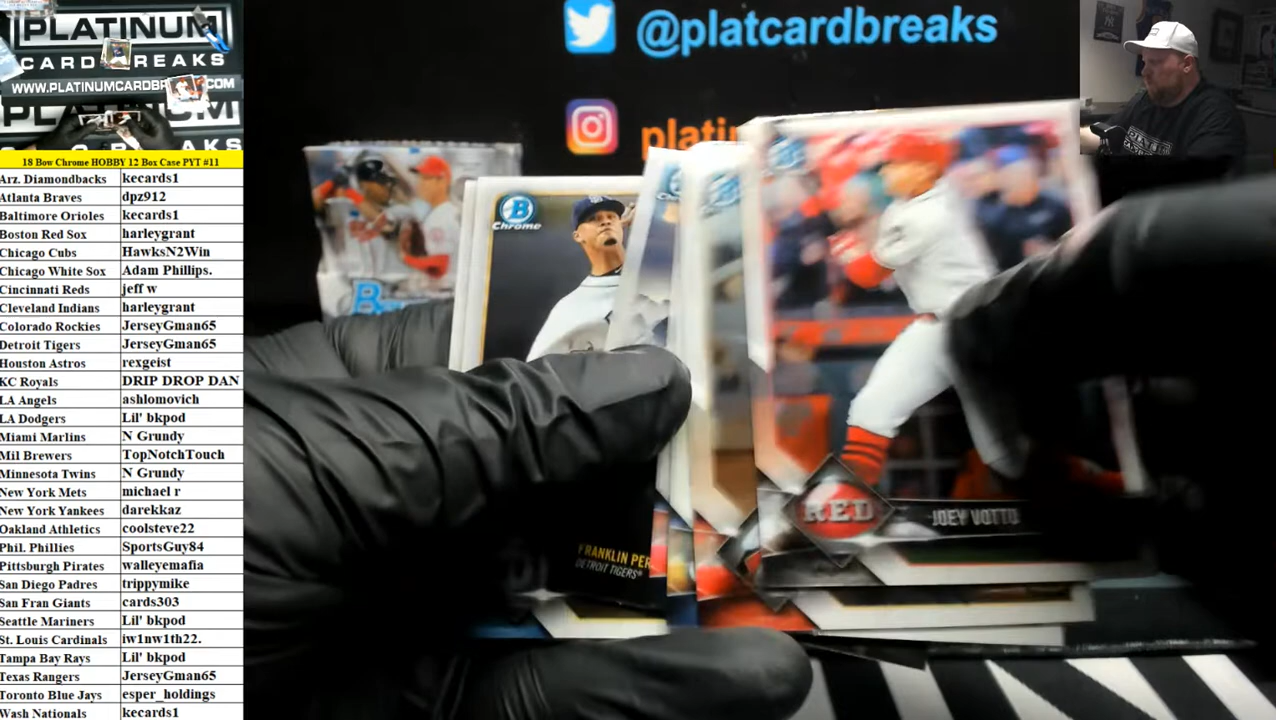 PLATINUM
CARD BREAKS
WWW.PLATINUMCARDBR COM
PLAT UM
18 Bow Chrome HOBBY 12 Box Case PYT #11
Arz. Diamondbacks kecards1
Atlanta Braves dpz912
Baltimore Orioles kecards1
Boston Red Sox harleygrant
Chicago Cubs HawksN2Win
Chicago White Sox Adam Phillips.
Cincinnati Reds jeff w
Cleveland Indians harleygrant
Colorado Rockies JerseyGman65
Detroit Tigers JerseyGman65
Houston Astros rexgeist
KC Royals DRIP DROP DAN
LA Angels ashlomovich
LA Dodgers Lil' bkpod
Miami Marlins N Grundy
Mil Brewers TopNotchTouch
Minnesota Twins N Grundy
New York Mets michael r
New York Yankees darekkaz
Oakland Athletics coolsteve22
Phil. Phillies SportsGuy84
Pittsburgh Pirates walleyemafia
San Diego Padres trippymike
San Fran Giants cards303
Seattle Mariners Lil' bkpod
St. Louis Cardinals iw1nw1th22.
Tampa Bay Rays Lil' bkpod
Texas Rangers JerseyGman65
Toronto Blue Jays esper_holdings
Wash Nationals kecards1
@platcardbreaks
platin
B
Chrome
FRANKLIN PER
DETROIT TIGERS®
RED
JOEY VOTTO